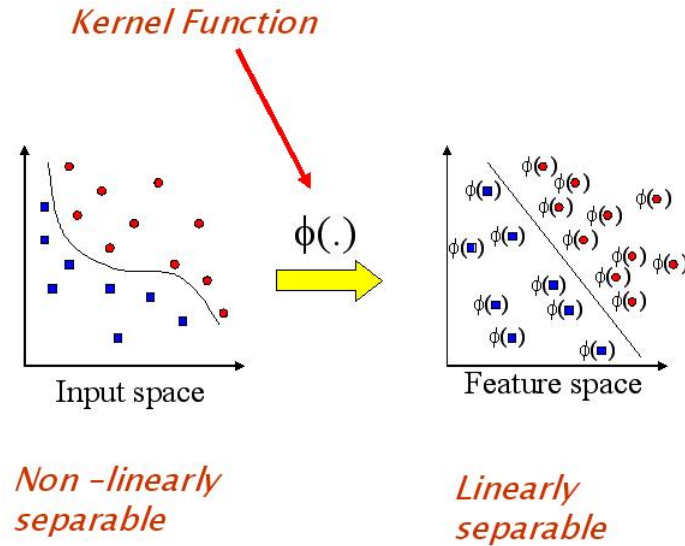 Kernel Function
ϕ(.)
Input space
Non -linearly
separable
ϕ(■) ϕ(●)
ϕ(●)
ϕ(●) ϕ(●) ϕ(●)
ϕ(■) ϕ(■) ϕ(●)
ϕ(●) ϕ(●)
ϕ(■) ϕ(●)
ϕ(■) ϕ(■) ϕ(●)
ϕ(■) ϕ(■)
Feature space
Linearly
separable